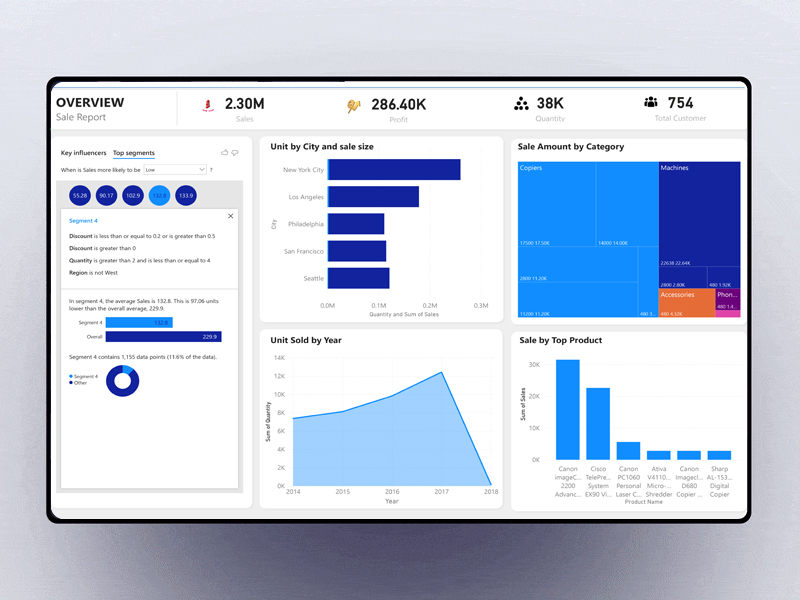 OVERVIEW
Sale Report
2.30M
Sales
286.40K
Profit
38K
Quantity
754
Total Customer
Key influencers
Top segments
When is Sales more likely to be
Low
?
55.28
90.17
102.9
132.8
133.9
Segment 4
Discount is less than or equal to 0.2 or is greater than 0.5
Discount is greater than 0
Quantity is greater than 2 and is less than or equal to 4
Region is not West
In segment 4, the average Sales is 132.8. This is 97.06 units
lower than the overall average, 229.9.
Segment 4
132.8
Overall
229.9
Segment 4 contains 1,155 data points (11.6% of the data).
Segment 4
Other
Unit by City and sale size
City
New York City
Los Angeles
Philadelphia
San Francisco
Seattle
0.0M
0.1M
0.2M
0.3M
Quantity and Sum of Sales
Sale Amount by Category
Copiers
17500 17.50K
14000 14.00K
2800 11.20K
11200 11.20K
480 1...
Machines
22638 22.64K
2800 2.80K
480 1.92K
Accessories
480 4.32K
Phon...
480 1.4...
Unit Sold by Year
Sum of Quantity
14K
12K
10K
8K
6K
4K
2K
0K
2014
2015
2016
2017
2018
Year
Sale by Top Product
Sum of Sales
30K
20K
10K
0K
Canon
imageC...
2200
Advanc...
Cisco
TelePre...
System
EX90 Vi...
Canon
PC1060
Personal
Laser C...
Ativa
V4110...
Micro-...
Shredder
Canon
Imagecl...
D680
Copier ...
Sharp
AL-153...
Digital
Copier
Product Name